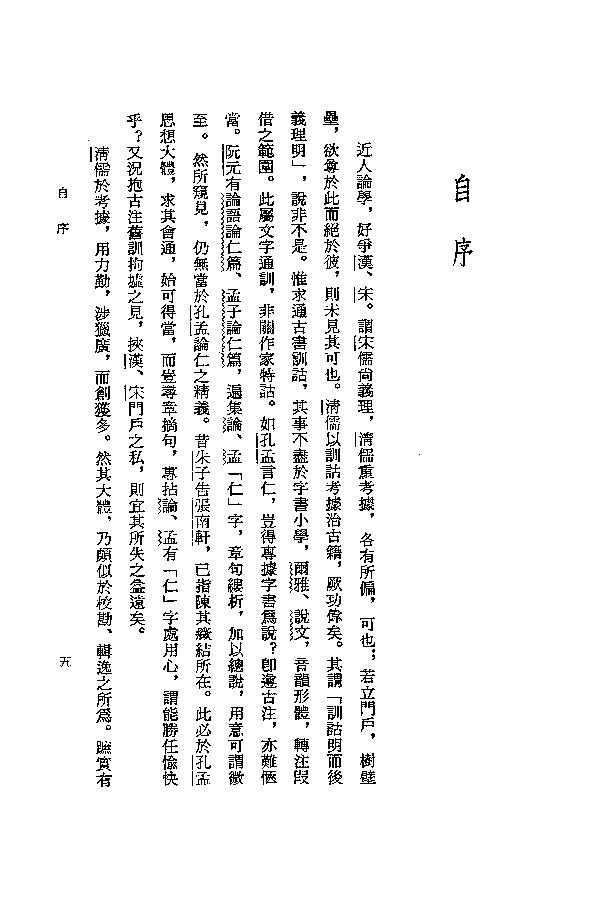 自序
近人論學，好爭漢、宋。謂宋儒尚義理，清儒重考據，各有所偏，可也；若立門戶，樹壁
壘，欲尊於此而絕於彼，則未見其可也。清儒以訓詁考據治古籍，厥功偉矣。其謂「訓詁明而後
義理明」，說非不是。惟求通古書訓詁，其事不盡於字書小學，爾雅、說文，音韻形體，轉注叚
借之範圍。此屬文字通訓，非關作家特詁。如孔孟言仁，豈得專據字書為說？卽遵古注，亦難愜
當。阮元有論語論仁篇、孟子論仁篇，遍集論、孟「仁」字，章句縷析，加以總說，用意可謂微
至。然所窺見，仍無當於孔孟論仁之精義。昔朱子告張南軒，已指陳其癥結所在。此必於孔孟
思想大體，求其會通，始可得當，而豈尋章摘句，專拈論、孟有「仁」字處用心，謂能勝任愉快
乎？又況抱古注舊訓拘墟之見，挾漢、宋門戶之私，則宜其所失之益遠矣。
清儒於考據，用力勤，涉獵廣，而創獲多。然其大體，乃頗似於校勘、輯逸之所為。雖實有
自序
五